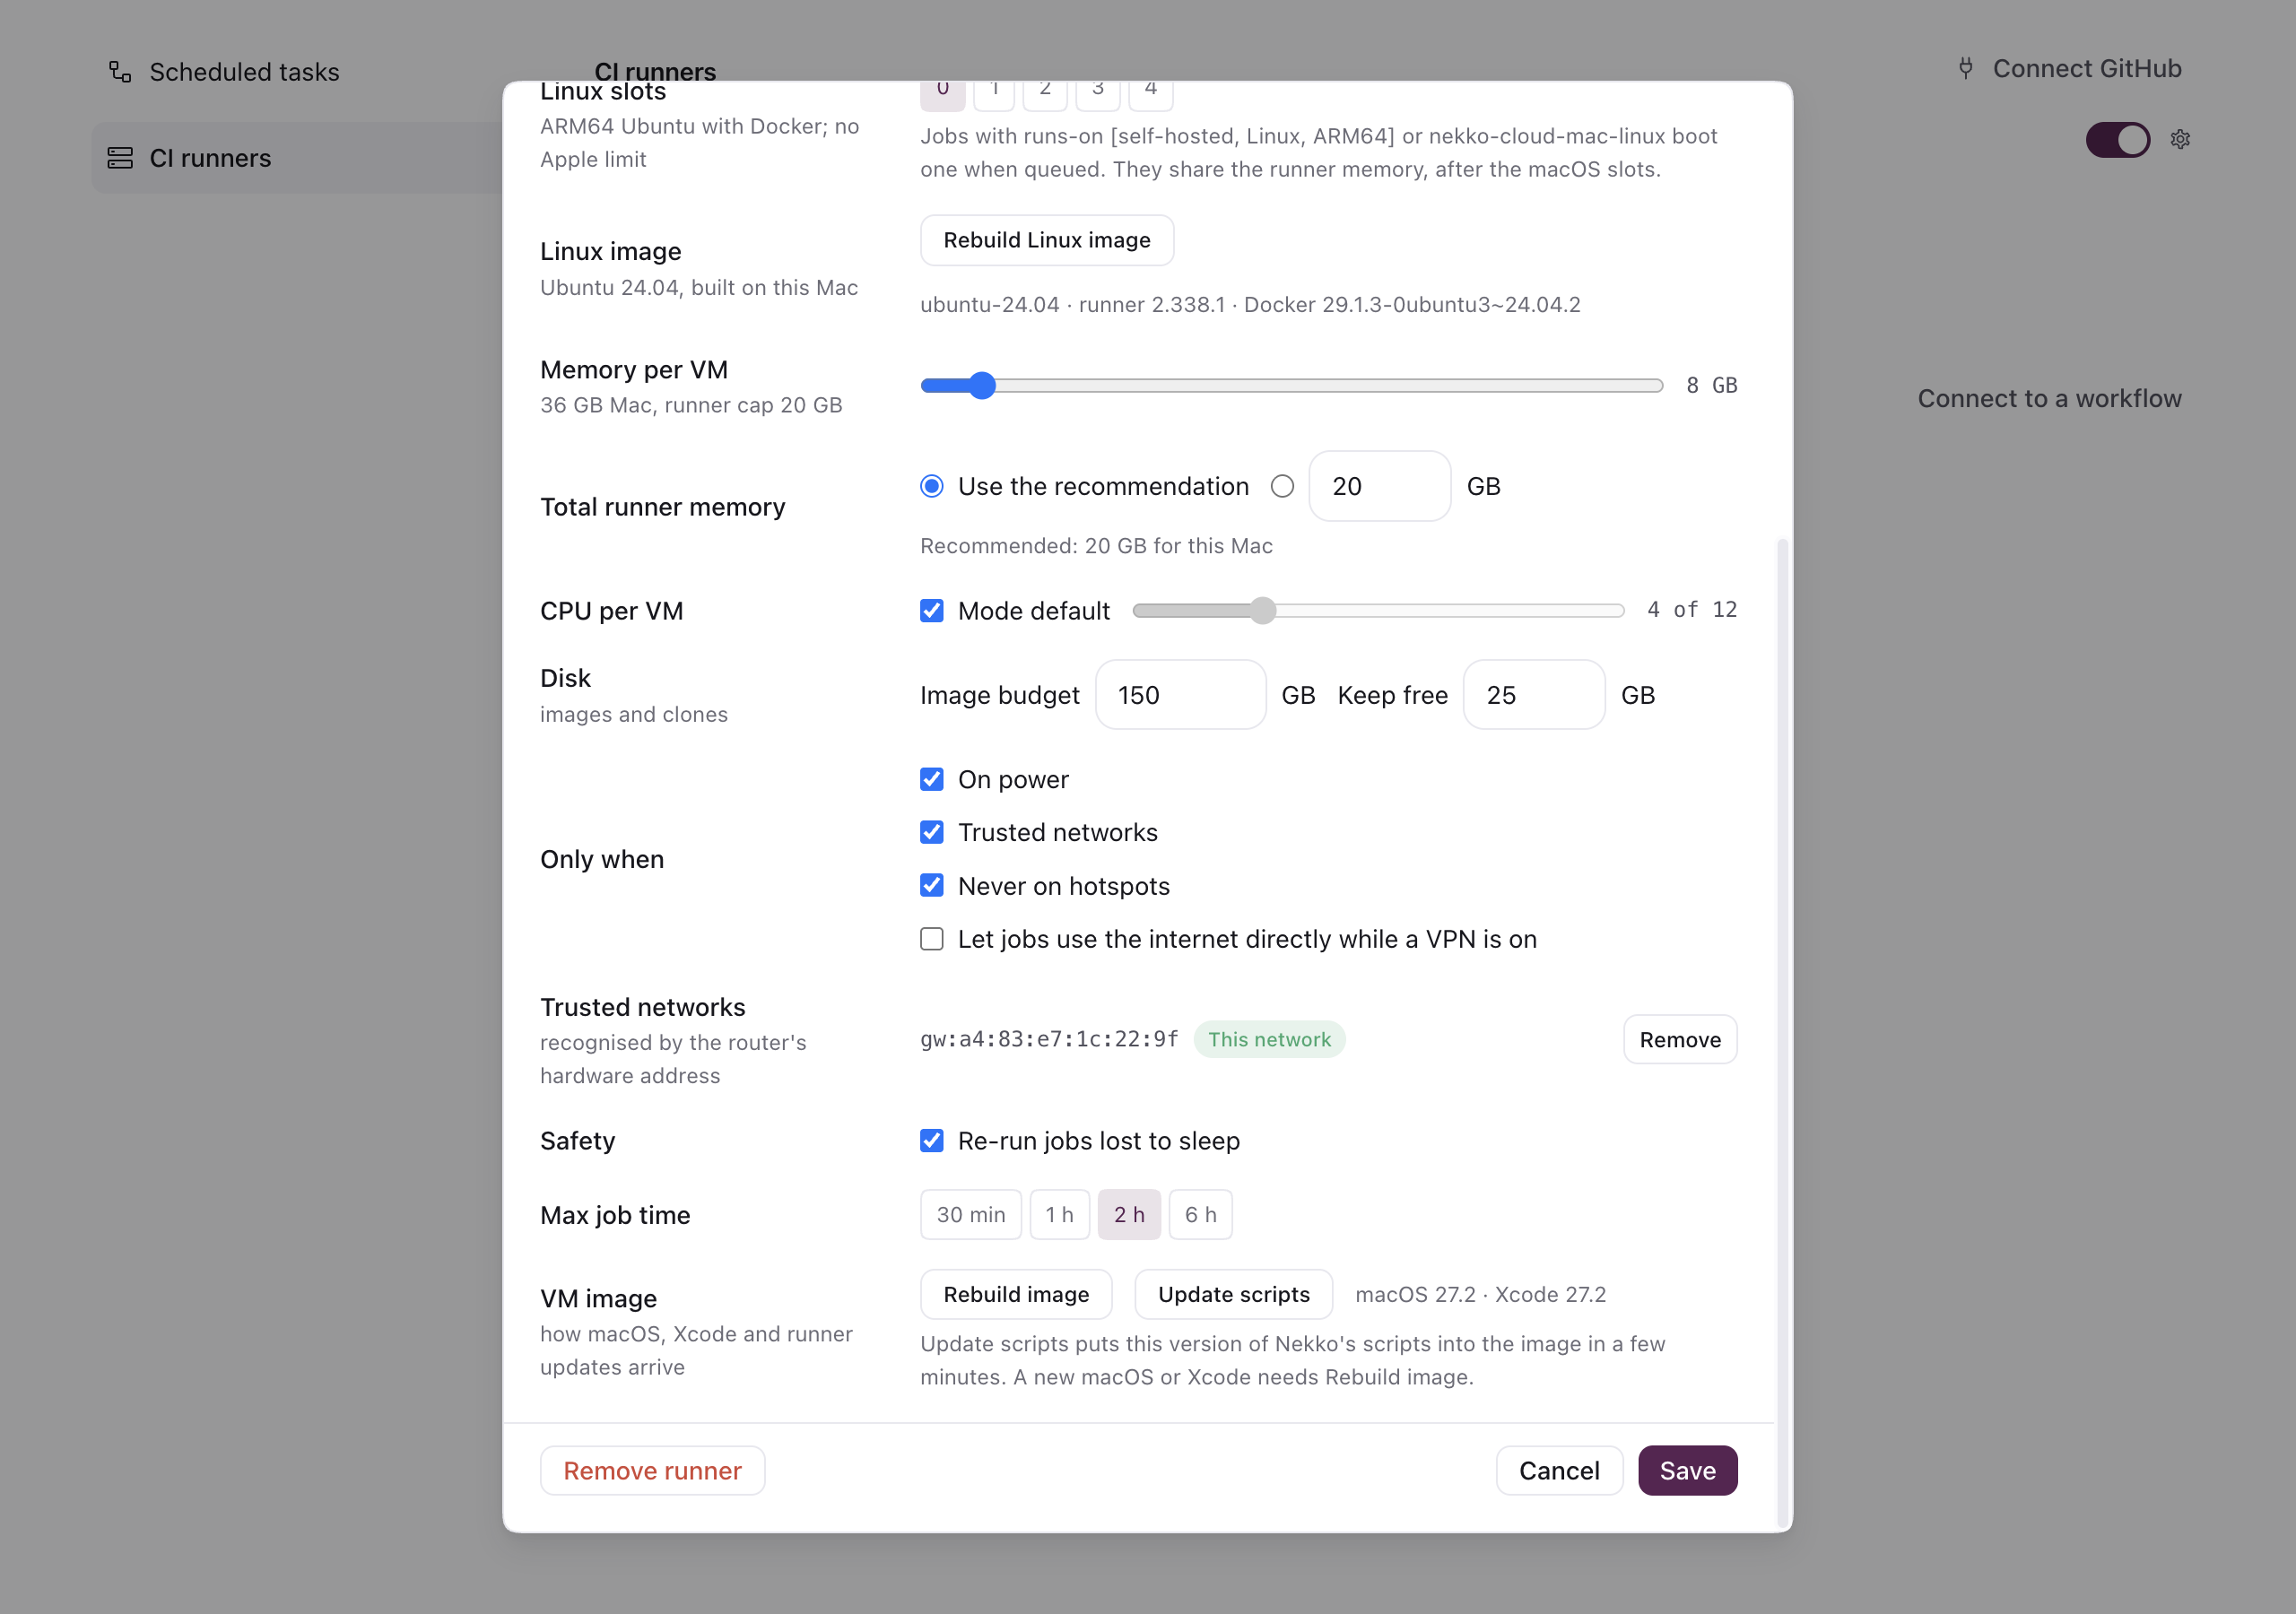 Scheduled tasks
CI runners
CI runners
Connect GitHub
Connect to a workflow
Linux slots
ARM64 Ubuntu with Docker; no
Apple limit
0 1 2 3 4
Jobs with runs-on [self-hosted, Linux, ARM64] or nekko-cloud-mac-linux boot
one when queued. They share the runner memory, after the macOS slots.
Linux image
Ubuntu 24.04, built on this Mac
Rebuild Linux image
ubuntu-24.04 · runner 2.338.1 · Docker 29.1.3-0ubuntu3~24.04.2
Memory per VM
36 GB Mac, runner cap 20 GB
8 GB
Total runner memory
Use the recommendation 20 GB
Recommended: 20 GB for this Mac
CPU per VM
Mode default 4 of 12
Disk
images and clones
Image budget 150 GB Keep free 25 GB
Only when
On power
Trusted networks
Never on hotspots
Let jobs use the internet directly while a VPN is on
Trusted networks
recognised by the router's
hardware address
gw:a4:83:e7:1c:22:9f This network Remove
Safety
Re-run jobs lost to sleep
Max job time
30 min 1 h 2 h 6 h
VM image
how macOS, Xcode and runner
updates arrive
Rebuild image Update scripts macOS 27.2 · Xcode 27.2
Update scripts puts this version of Nekko's scripts into the image in a few
minutes. A new macOS or Xcode needs Rebuild image.
Remove runner Cancel Save